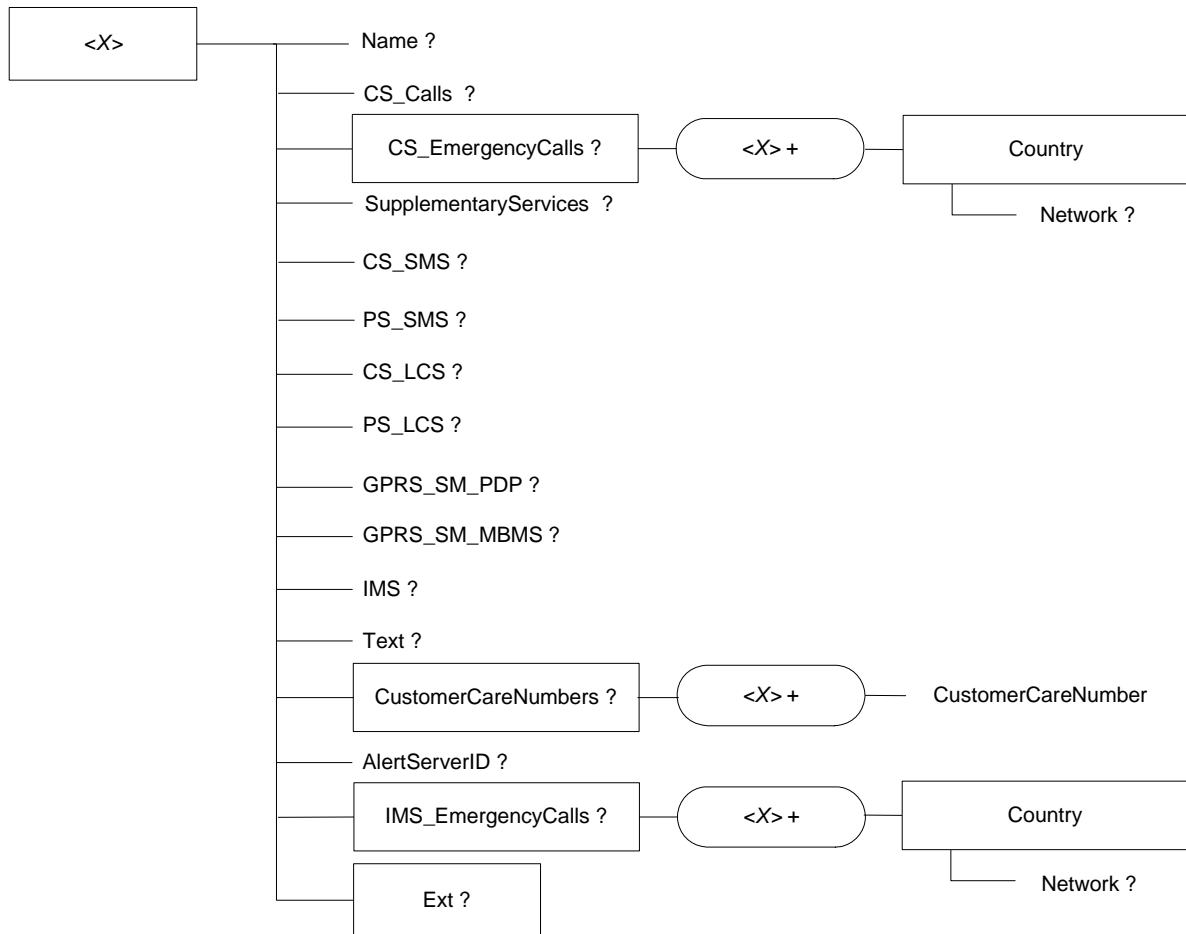 <X>
Name ?
CS_Calls ?
CS_EmergencyCalls ?
<X> +
Country
Network ?
SupplementaryServices ?
CS_SMS ?
PS_SMS ?
CS_LCS ?
PS_LCS ?
GPRS_SM_PDP ?
GPRS_SM_MBMS ?
IMS ?
Text ?
CustomerCareNumbers ?
<X> +
CustomerCareNumber
AlertServerID ?
IMS_EmergencyCalls ?
<X> +
Country
Network ?
Ext ?